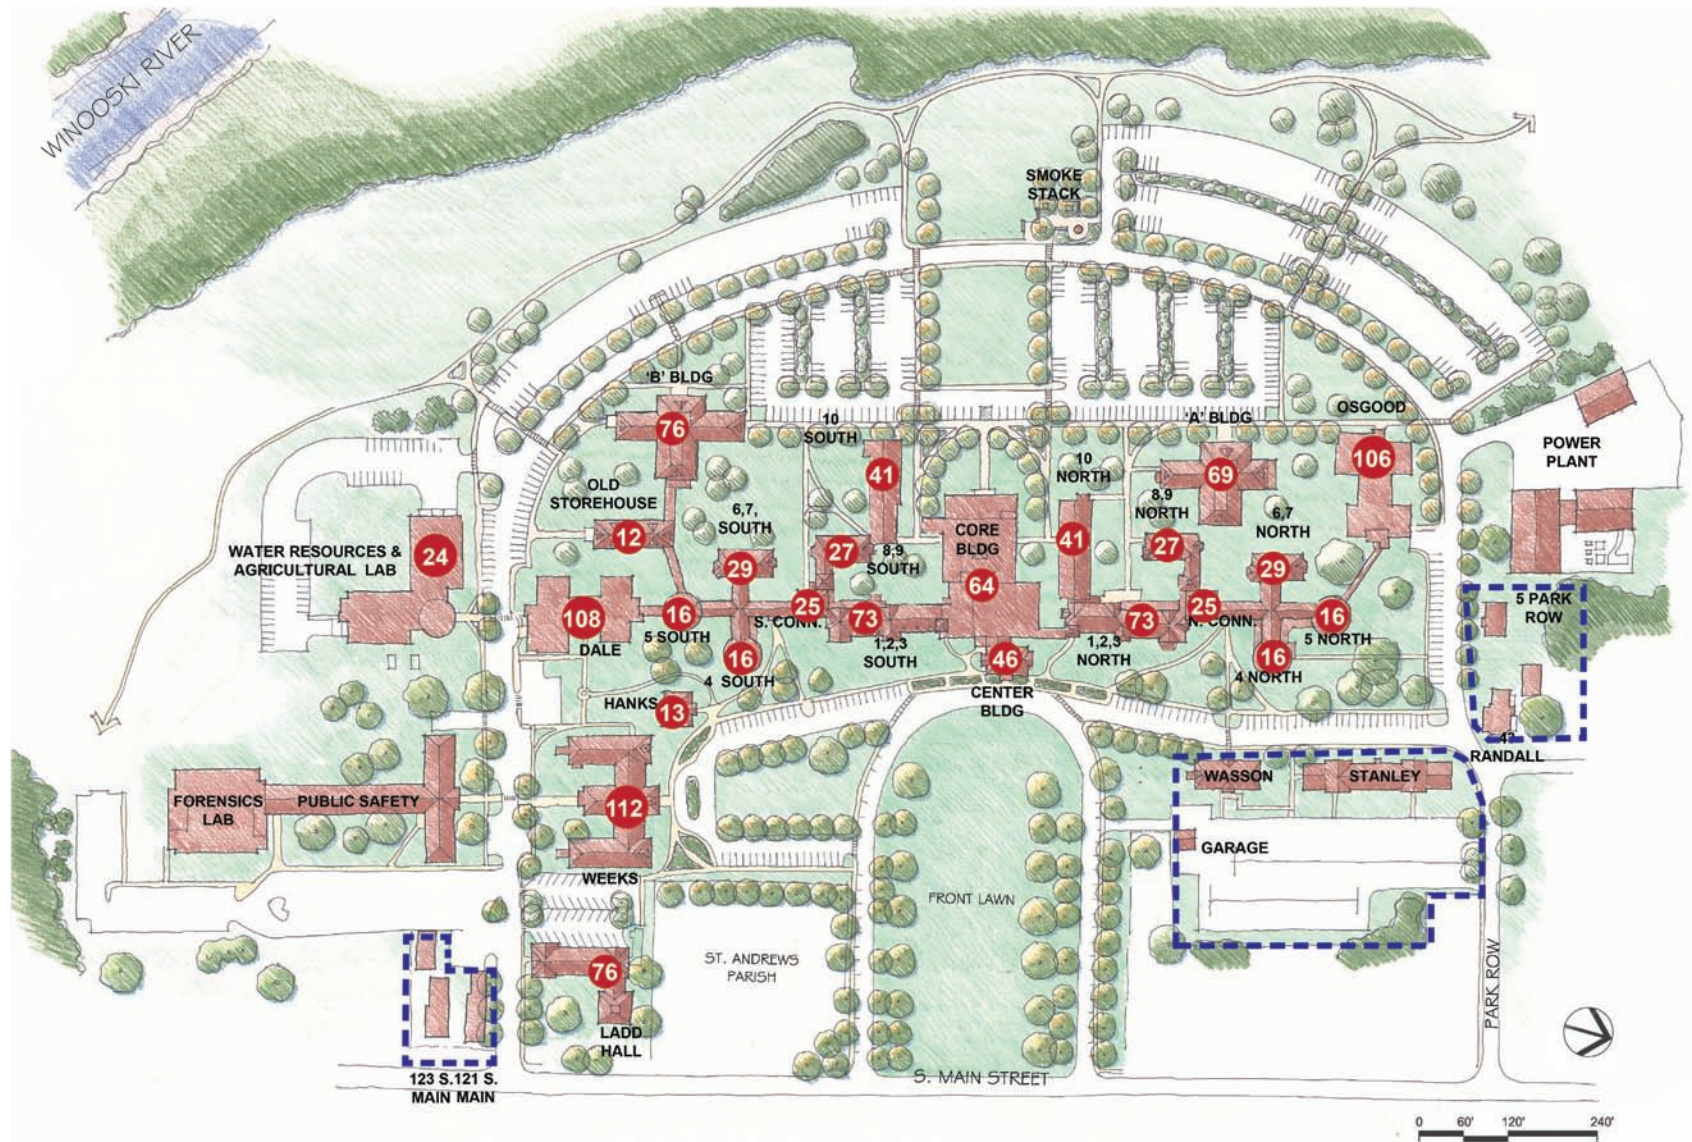 WINOOSKI RIVER
SMOKE
STACK
'B' BLDG
76
10
SOUTH
41
'A' BLDG
69
OSGOOD
106
POWER
PLANT
10
NORTH
41
OLD
STOREHOUSE
12
6,7,
SOUTH
29
27
8,9
SOUTH
CORE
BLDG
64
8,9
NORTH
27
6,7
NORTH
29
WATER RESOURCES &
AGRICULTURAL LAB
24
108
DALE
16
5 SOUTH
16
4 SOUTH
25
S. CONN.
73
1,2,3
SOUTH
46
CENTER
BLDG
73
1,2,3
NORTH
25
N. CONN.
16
5 NORTH
16
4 NORTH
5 PARK
ROW
43
RANDALL
HANKS
13
FORENSICS
LAB
PUBLIC SAFETY
112
WEEKS
WASSON
STANLEY
GARAGE
FRONT LAWN
ST. ANDREWS
PARISH
76
LADD
HALL
PARK ROW
123 S.
MAIN
121 S.
MAIN
S. MAIN STREET
0 60' 120' 240'